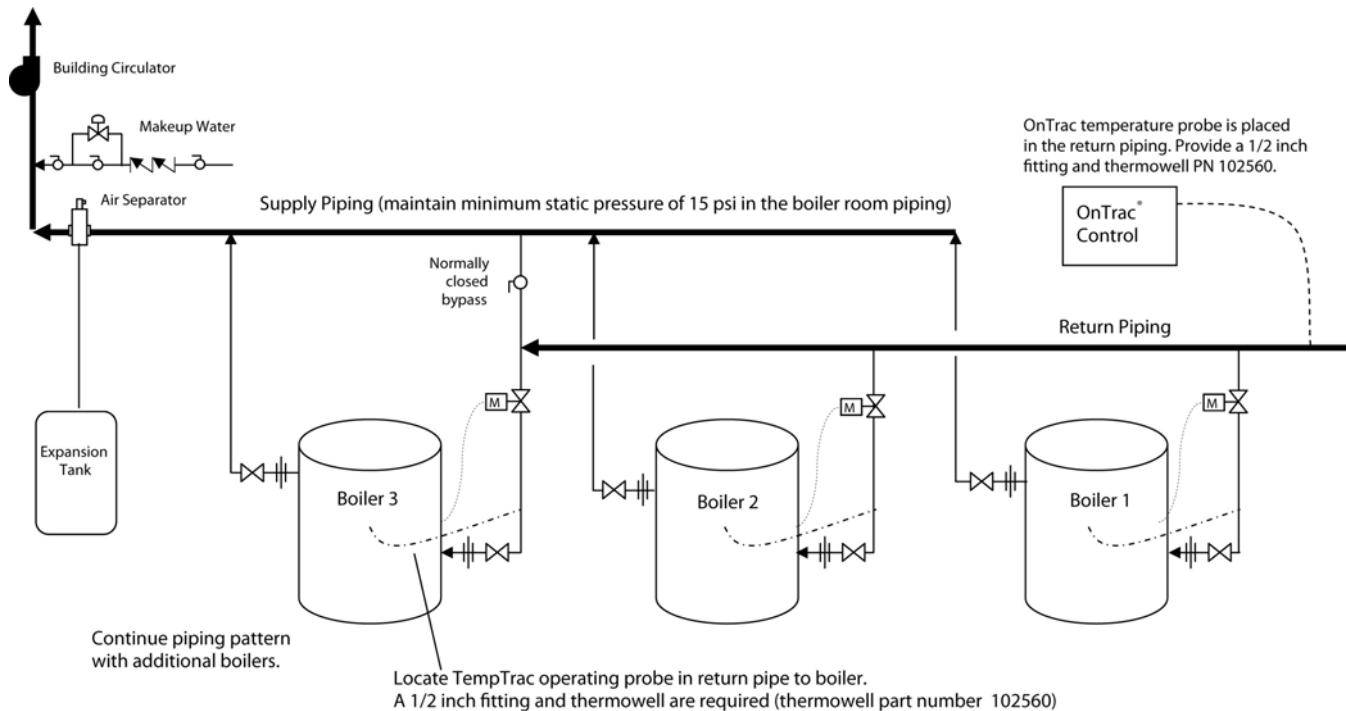 Building Circulator
Makeup Water
OnTrac temperature probe is placed
in the return piping. Provide a 1/2 inch
fitting and thermowell PN 102560.
Air Separator
Supply Piping (maintain minimum static pressure of 15 psi in the boiler room piping)
OnTrac®
Control
Normally
closed
bypass
Return Piping
M
M
M
Expansion
Tank
Boiler 3
Boiler 2
Boiler 1
Continue piping pattern
with additional boilers.
Locate TempTrac operating probe in return pipe to boiler.
A 1/2 inch fitting and thermowell are required (thermowell part number 102560)